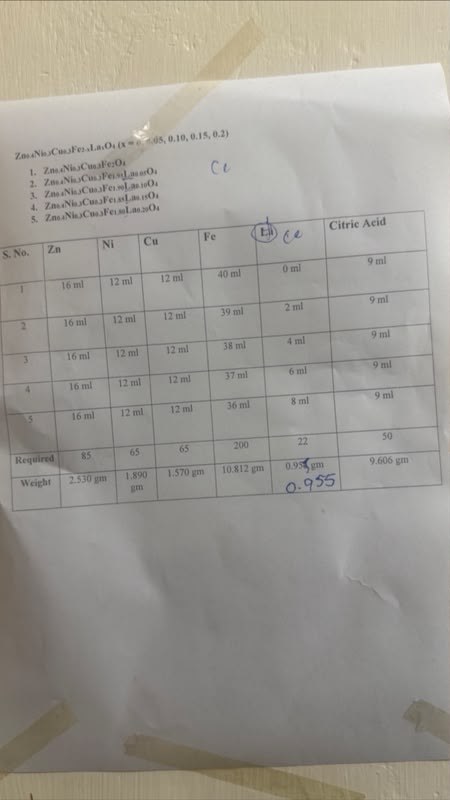 Zn₀.₄Ni₀.₃Cu₀.₃Fe₂₋ₓLaₓO₄ (x = 0.05, 0.10, 0.15, 0.2)
1. Zn₀.₄Ni₀.₃Cu₀.₃Fe₂O₄
2. Zn₀.₄Ni₀.₃Cu₀.₃Fe₁.₉₅La₀.₀₅O₄
3. Zn₀.₄Ni₀.₃Cu₀.₃Fe₁.₉₀La₀.₁₀O₄
4. Zn₀.₄Ni₀.₃Cu₀.₃Fe₁.₈₅La₀.₁₅O₄
5. Zn₀.₄Ni₀.₃Cu₀.₃Fe₁.₈₀La₀.₂₀O₄
Ce
S. No. Zn Ni Cu Fe La Ce Citric Acid
1 16 ml 12 ml 12 ml 40 ml 0 ml 9 ml
2 16 ml 12 ml 12 ml 39 ml 2 ml 9 ml
3 16 ml 12 ml 12 ml 38 ml 4 ml 9 ml
4 16 ml 12 ml 12 ml 37 ml 6 ml 9 ml
5 16 ml 12 ml 12 ml 36 ml 8 ml 9 ml
Required 85 65 65 200 22 50
Weight 2.530 gm 1.890 gm 1.570 gm 10.812 gm gm 9.606 gm
0.955